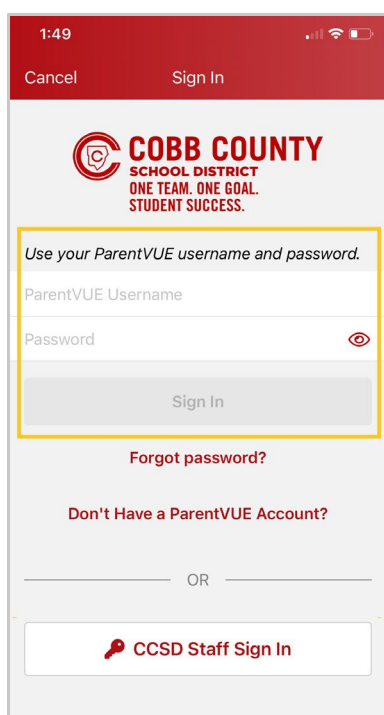 1:49
Cancel
Sign In
COBB COUNTY
SCHOOL DISTRICT
ONE TEAM. ONE GOAL.
STUDENT SUCCESS.
Use your ParentVUE username and password.
ParentVUE Username
Password
Sign In
Forgot password?
Don't Have a ParentVUE Account?
OR
CCSD Staff Sign In